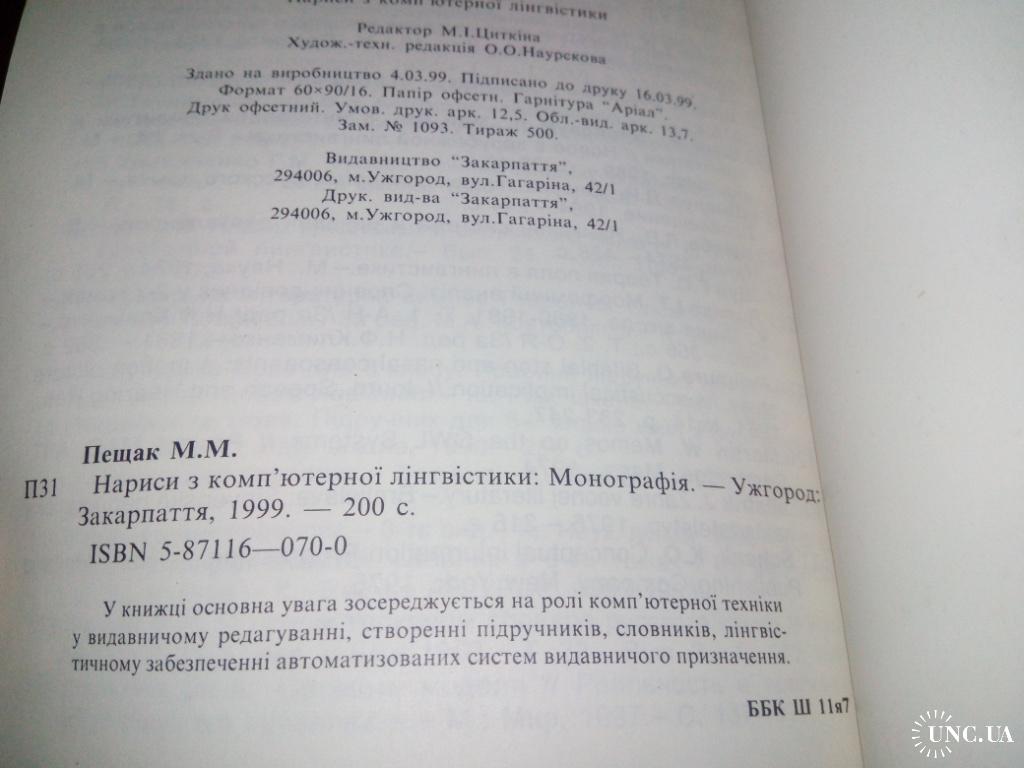 Нариси з комп'ютерної лінгвістики
Редактор М.І.Циткіна
Худож.-техн. редакція О.О.Наурскова
Здано на виробництво 4.03.99. Підписано до друку 16.03.99.
Формат 60×90/16. Папір офсетн. Гарнітура "Аріал".
Друк офсетний. Умов. друк. арк. 12,5. Обл.-вид. арк. 13,7.
Зам. № 1093. Тираж 500.
Видавництво "Закарпаття",
294006, м.Ужгород, вул.Гагаріна, 42/1
Друк. вид-ва "Закарпаття",
294006, м.Ужгород, вул.Гагаріна, 42/1
Пещак М.М.
П31 Нариси з комп'ютерної лінгвістики: Монографія. — Ужгород:
Закарпаття, 1999. — 200 с.
ISBN 5-87116—070-0
У книжці основна увага зосереджується на ролі комп'ютерної техніки
у видавничому редагуванні, створенні підручників, словників, лінгвіс-
тичному забезпеченні автоматизованих систем видавничого призначення.
ББК Ш 11я7
UNC.UA